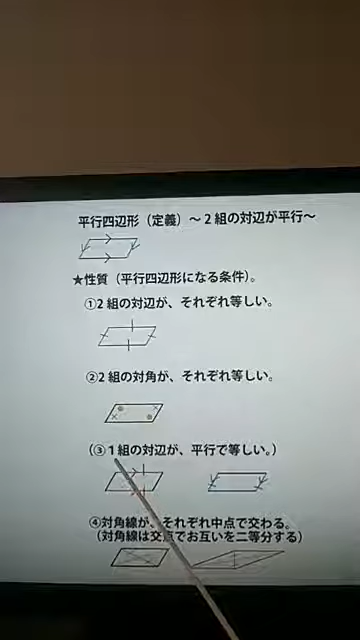 平行四辺形（定義）～２組の対辺が平行～
★性質（平行四辺形になる条件）。
①２組の対辺が、それぞれ等しい。
②２組の対角が、それぞれ等しい。
（③１組の対辺が、平行で等しい。）
④対角線が、それぞれ中点で交わる。
（対角線は交点でお互いを二等分する）